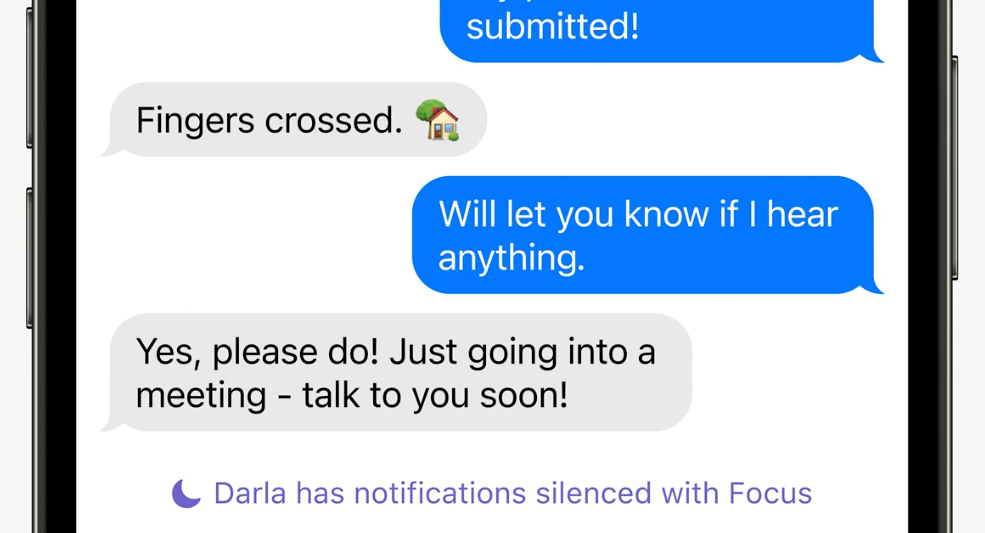 submitted!
Fingers crossed. 🏡
Will let you know if I hear
anything.
Yes, please do! Just going into a
meeting - talk to you soon!
Darla has notifications silenced with Focus